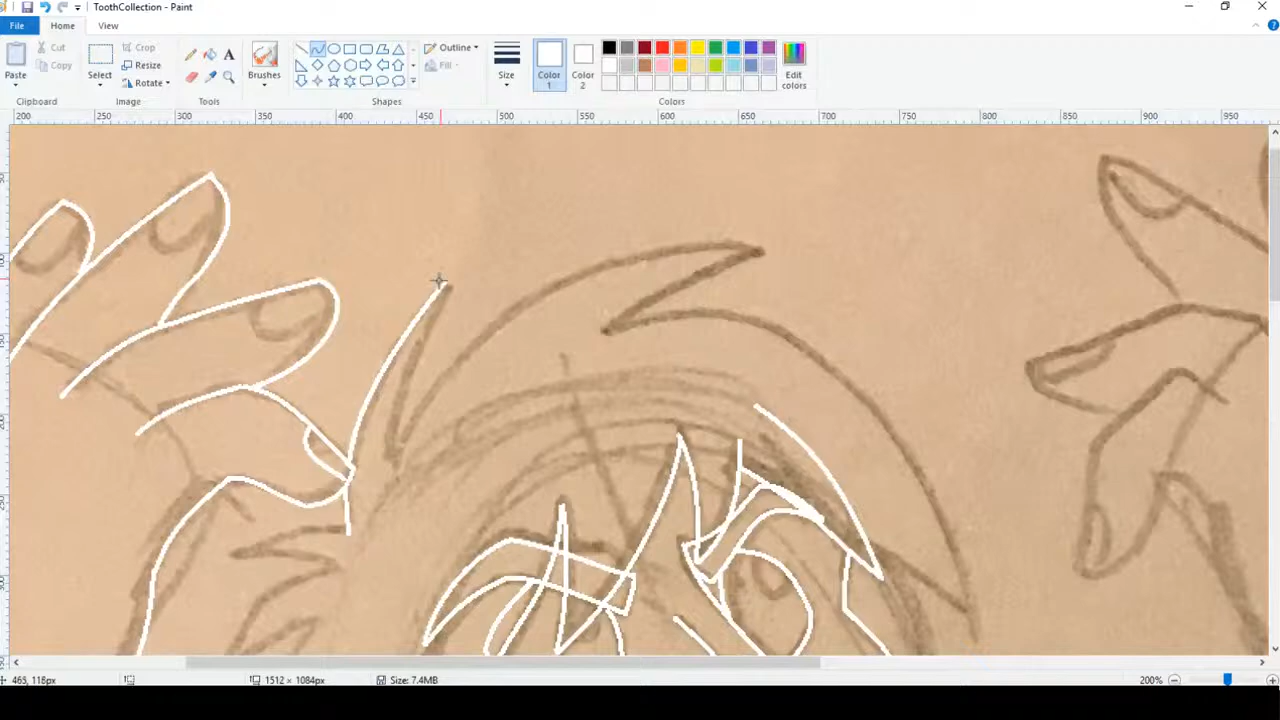 ToothCollection - Paint
File Home View
Paste
Cut
Copy
Clipboard
Select
Crop
Resize
Rotate
Image
A
Tools
Brushes
Outline
Fill
Shapes
Size
Color
1
Color
2
Edit
colors
Colors
200 250 300 350 400 450 500 550 600 650 700 750 800 850 900 950
465, 118px
1512 × 1084px
Size: 7.4MB
200%